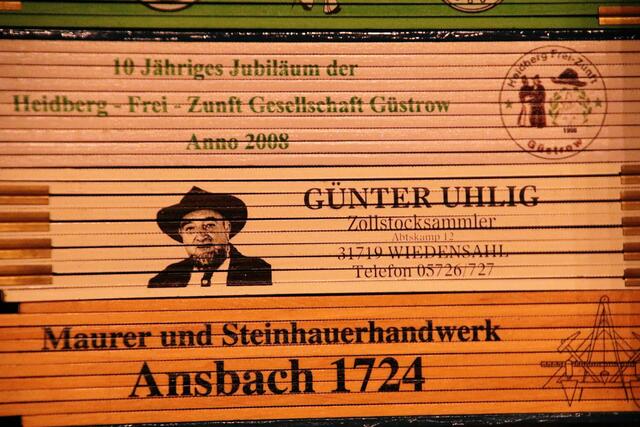 10 Jähriges Jubiläum der
Heidberg - Frei - Zunft Gesellschaft Güstrow
Anno 2008
Heidberg Frei-Zunft
1998
Güstrow
GÜNTER UHLIG
Zollstocksammler
Abtskamp 12
31719 WIEDENSAHL
Telefon 05726/727
Maurer und Steinhauerhandwerk
Ansbach 1724